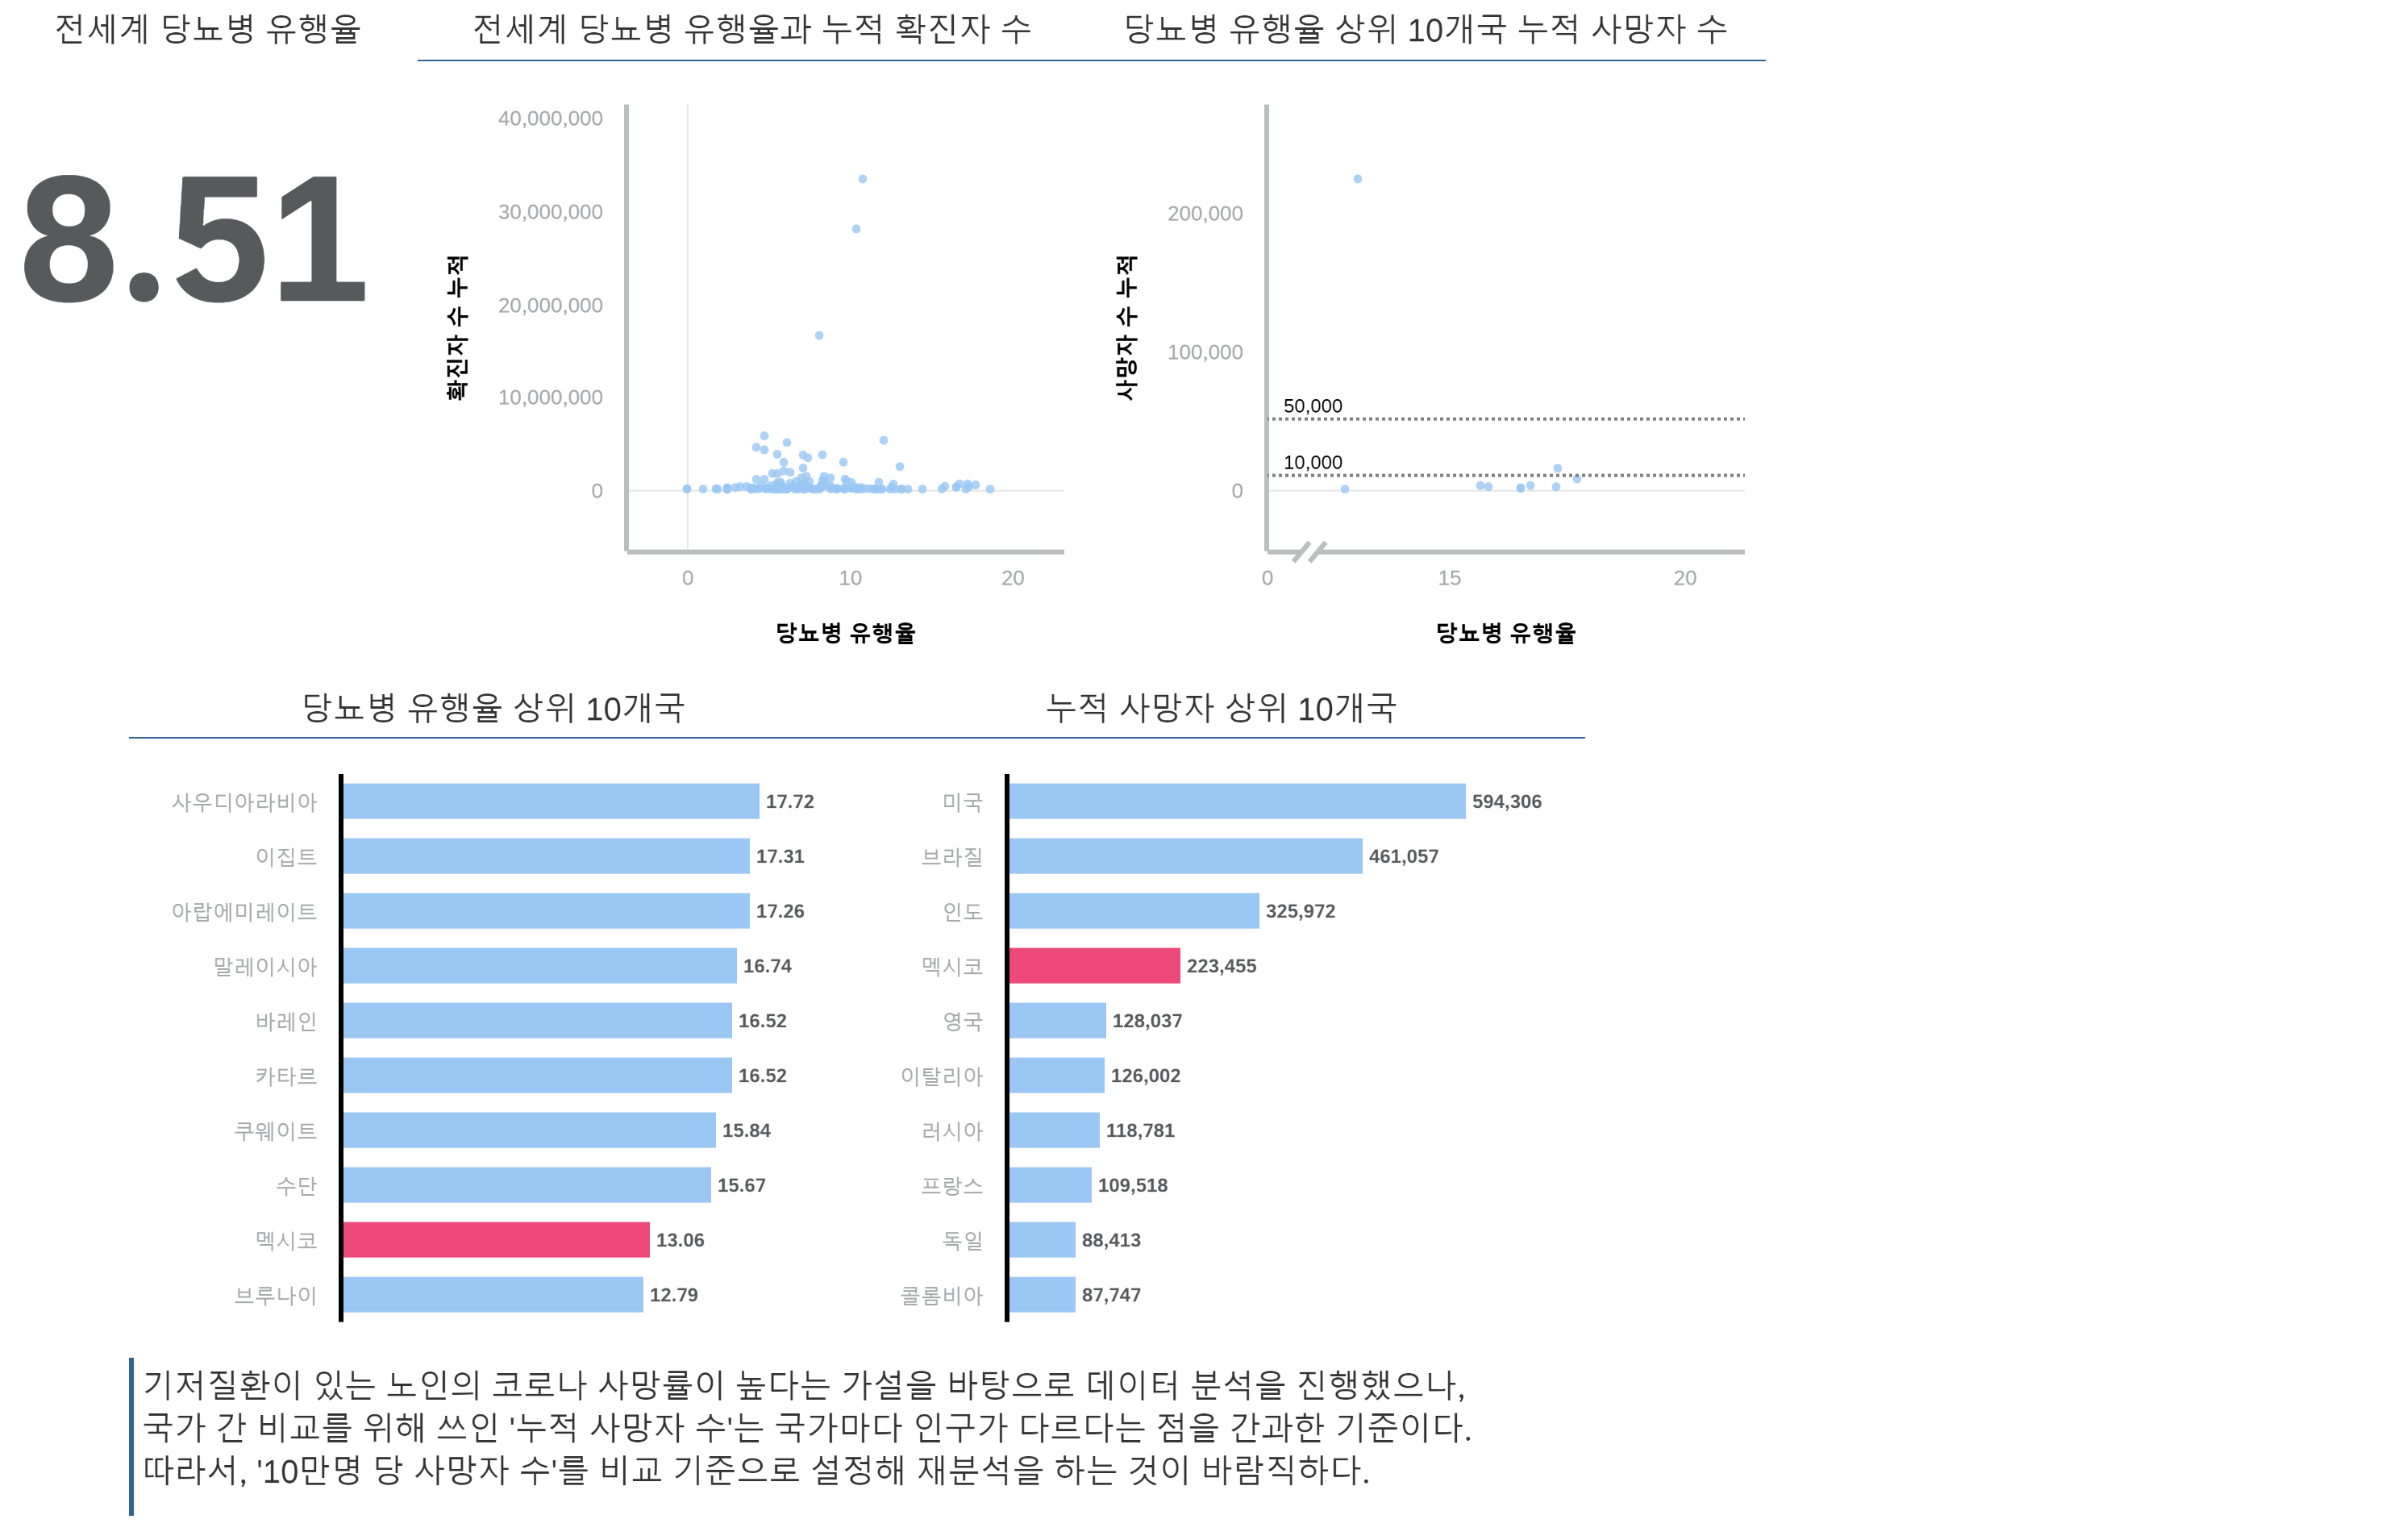 전세계 당뇨병 유행율
8.51
전세계 당뇨병 유행율과 누적 확진자 수
확진자 수 누적
40,000,000
30,000,000
20,000,000
10,000,000
0
0 10 20
당뇨병 유행율
당뇨병 유행율 상위 10개국 누적 사망자 수
사망자 수 누적
200,000
100,000
50,000
10,000
0
0 15 20
당뇨병 유행율
당뇨병 유행율 상위 10개국
사우디아라비아 17.72
이집트 17.31
아랍에미레이트 17.26
말레이시아 16.74
바레인 16.52
카타르 16.52
쿠웨이트 15.84
수단 15.67
멕시코 13.06
브루나이 12.79
누적 사망자 상위 10개국
미국 594,306
브라질 461,057
인도 325,972
멕시코 223,455
영국 128,037
이탈리아 126,002
러시아 118,781
프랑스 109,518
독일 88,413
콜롬비아 87,747
기저질환이 있는 노인의 코로나 사망률이 높다는 가설을 바탕으로 데이터 분석을 진행했으나,
국가 간 비교를 위해 쓰인 '누적 사망자 수'는 국가마다 인구가 다르다는 점을 간과한 기준이다.
따라서, '10만명 당 사망자 수'를 비교 기준으로 설정해 재분석을 하는 것이 바람직하다.